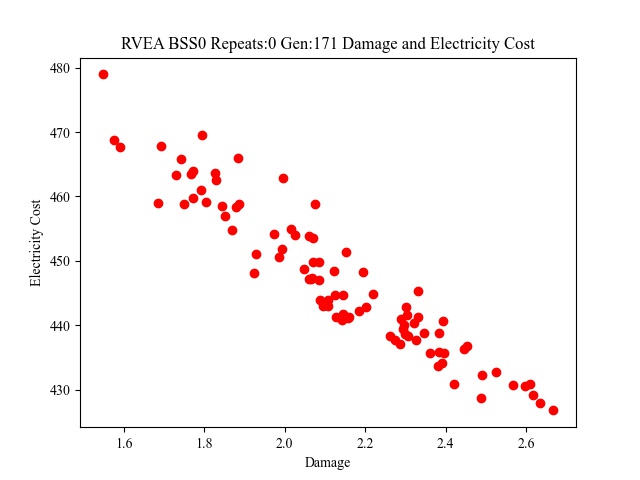 RVEA BSS0 Repeats:0 Gen:171 Damage and Electricity Cost
480
470
460
450
440
430
Electricity Cost
1.6 1.8 2.0 2.2 2.4 2.6
Damage